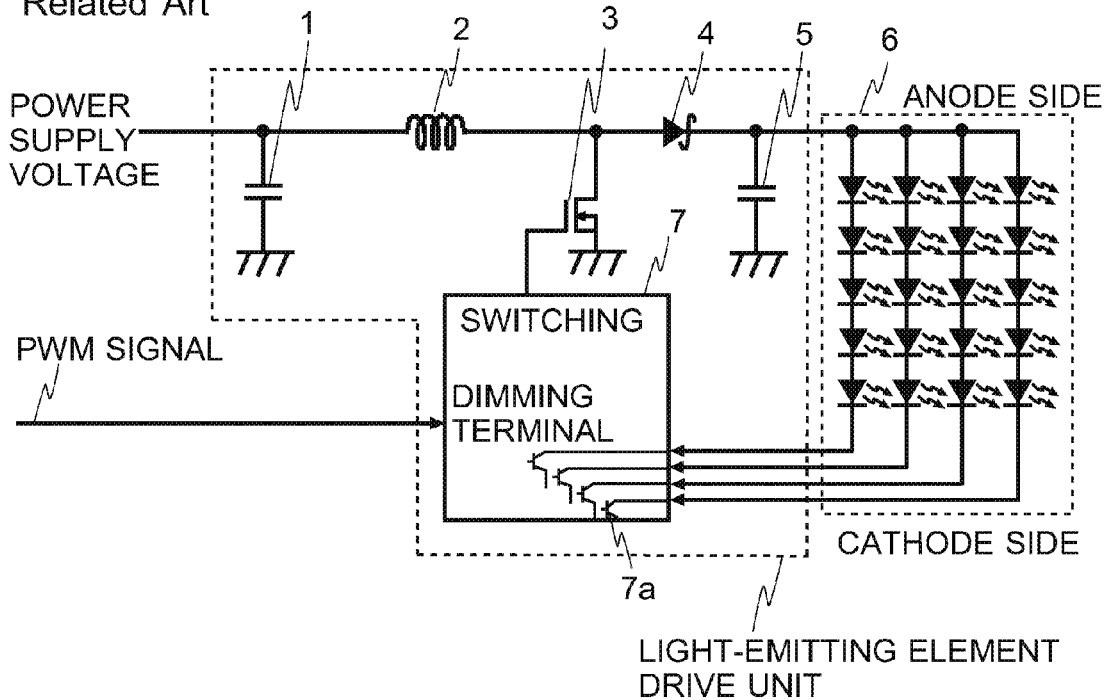 Related Art
1
2
3
4
5
6
ANODE SIDE
POWER
SUPPLY
VOLTAGE
7
SWITCHING
PWM SIGNAL
DIMMING
TERMINAL
CATHODE SIDE
7a
LIGHT-EMITTING ELEMENT
DRIVE UNIT